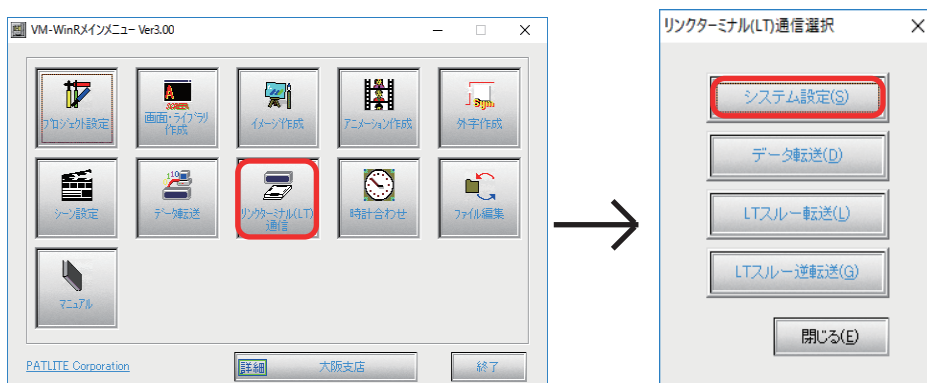 VM-WinRメインメニュー Ver3.00
プロジェクト設定
画面・ライブラリ
作成
イメージ作成
アニメーション作成
外字作成
シーン設定
データ転送
リンクターミナル(LT)
通信
時計合わせ
ファイル編集
マニュアル
PATLITE Corporation
詳細
大阪支店
終了
リンクターミナル(LT)通信選択
システム設定(S)
データ転送(D)
LTスルー転送(L)
LTスルー逆転送(G)
閉じる(E)